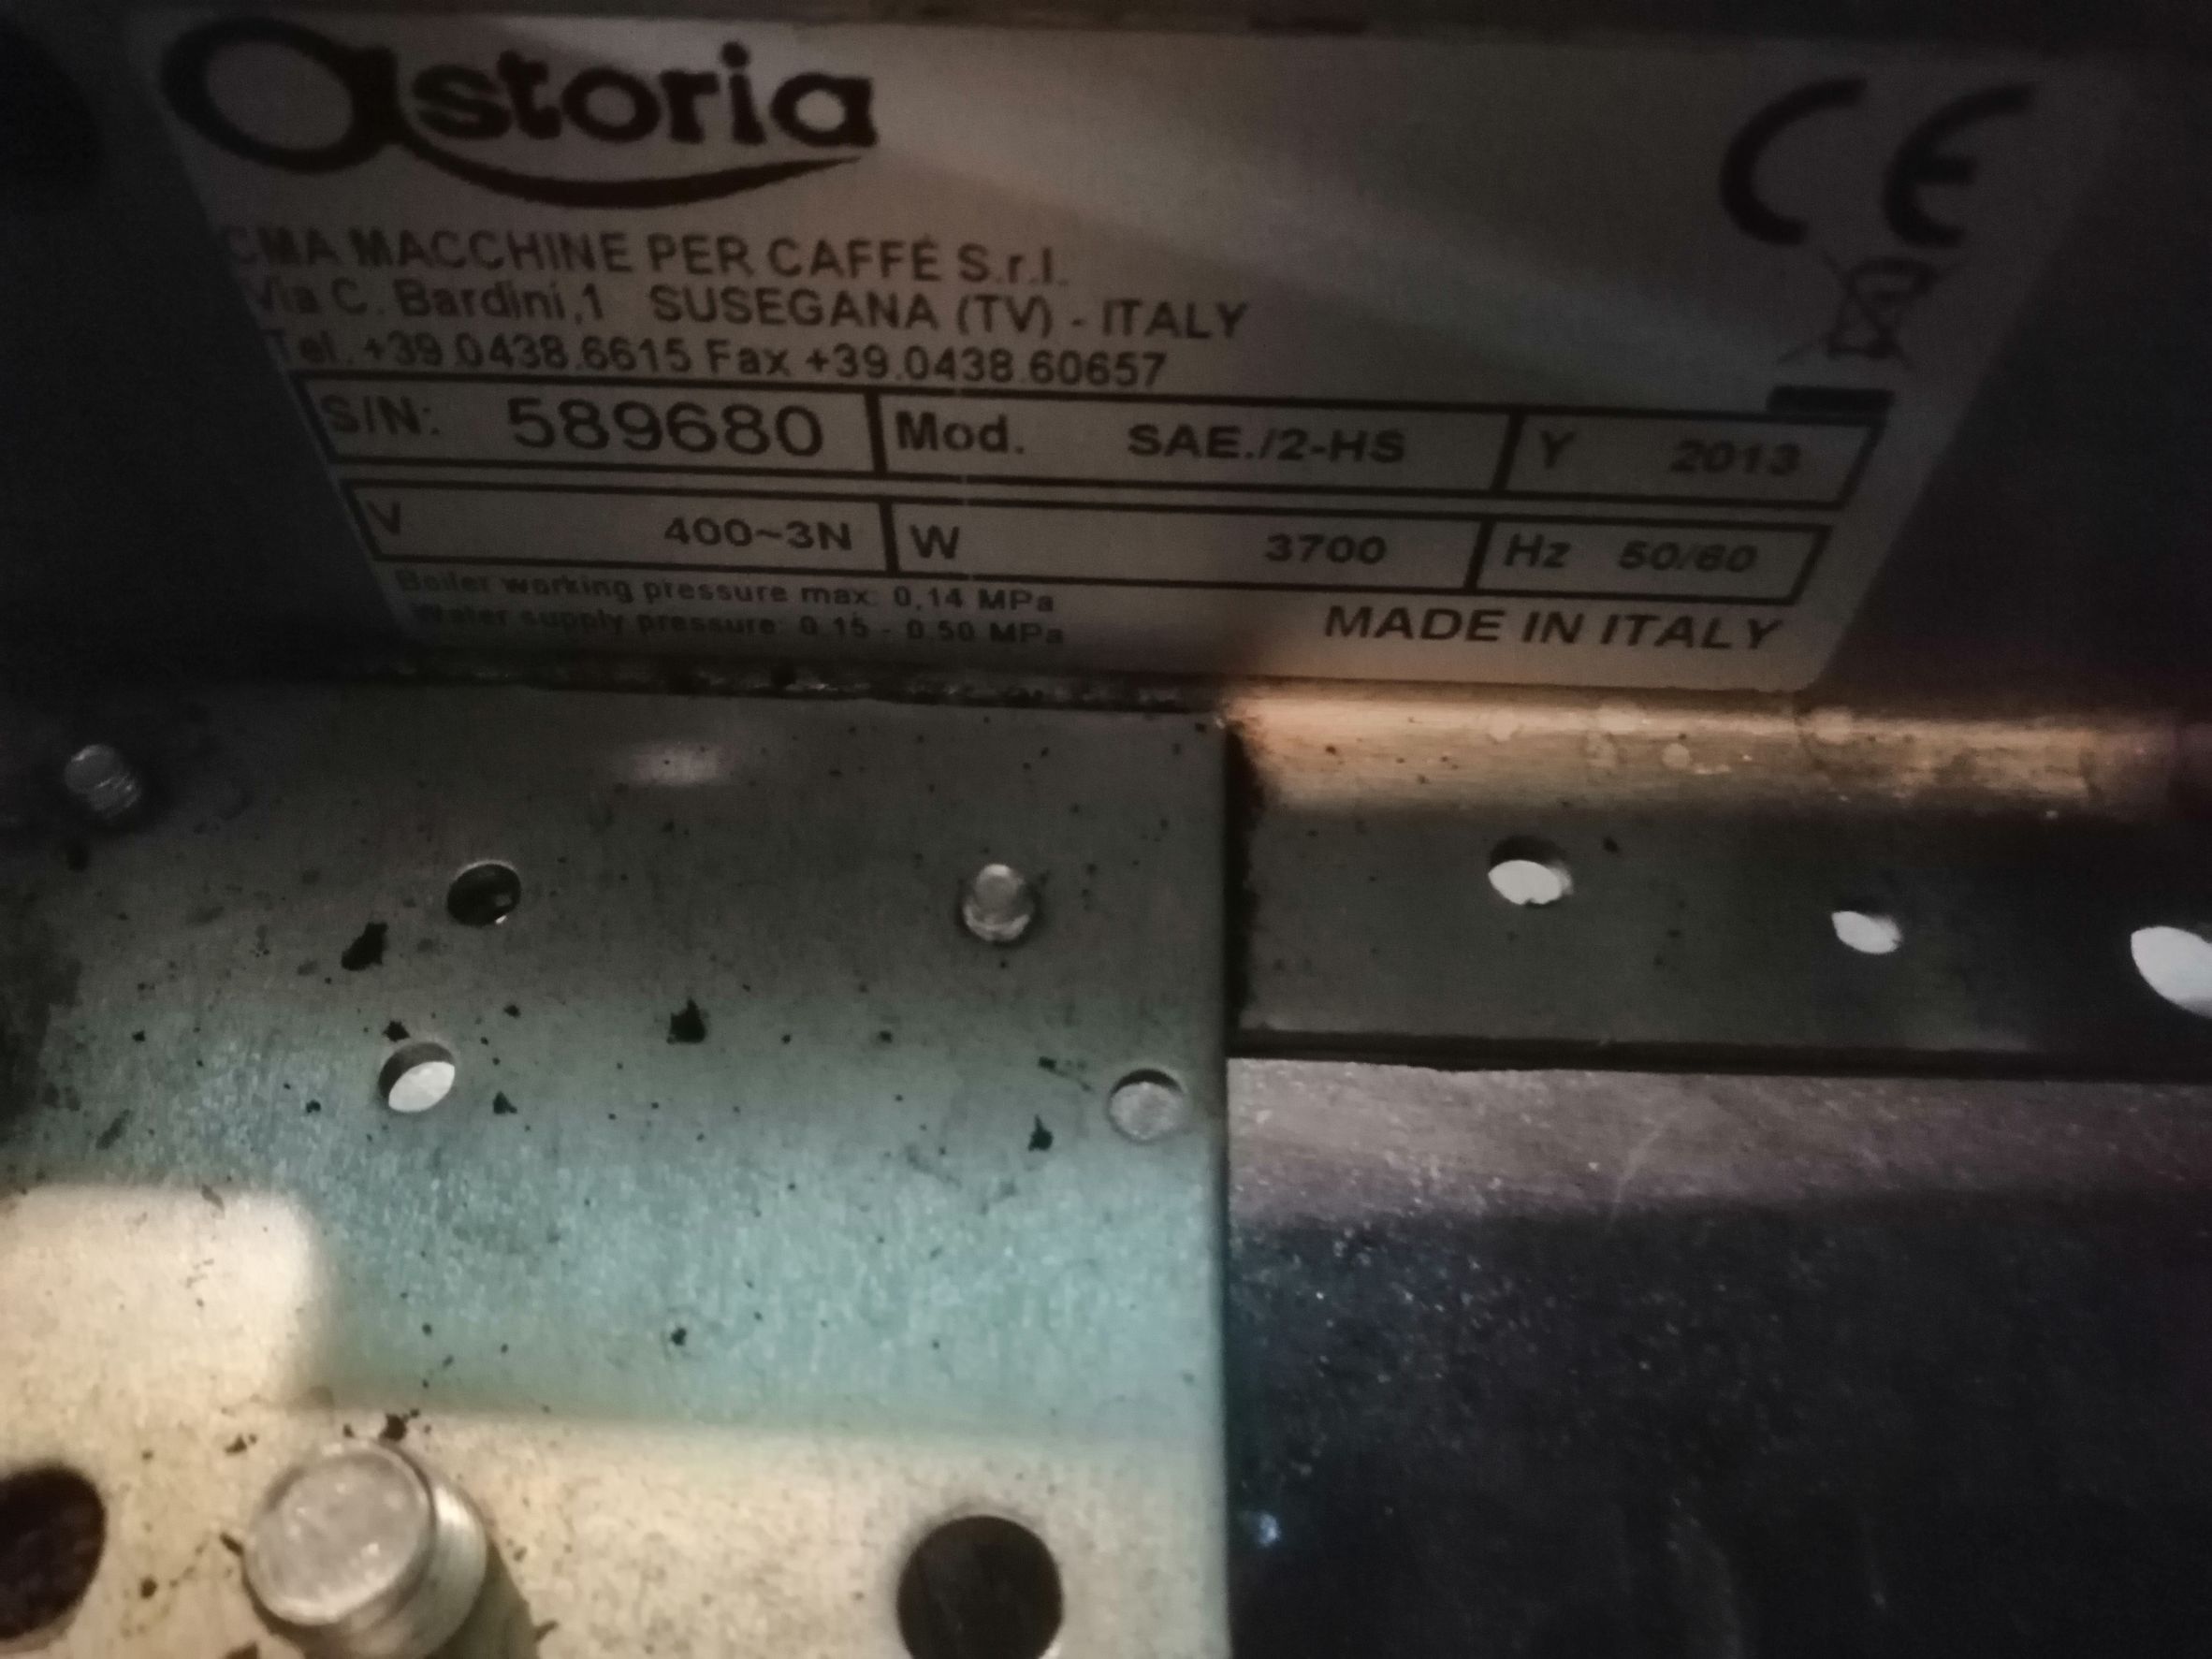 astoria
CE
CMA MACCHINE PER CAFFÈ S.r.l.
Via C. Bardini,1 SUSEGANA (TV) - ITALY
Tel.+39.0438.6615 Fax +39.0438.60657
S/N: 589680 Mod. SAE./2-HS Y 2013
V 400~3N W 3700 Hz 50/60
Boiler working pressure max: 0,14 MPa
Water supply pressure: 0,15 - 0,50 MPa
MADE IN ITALY